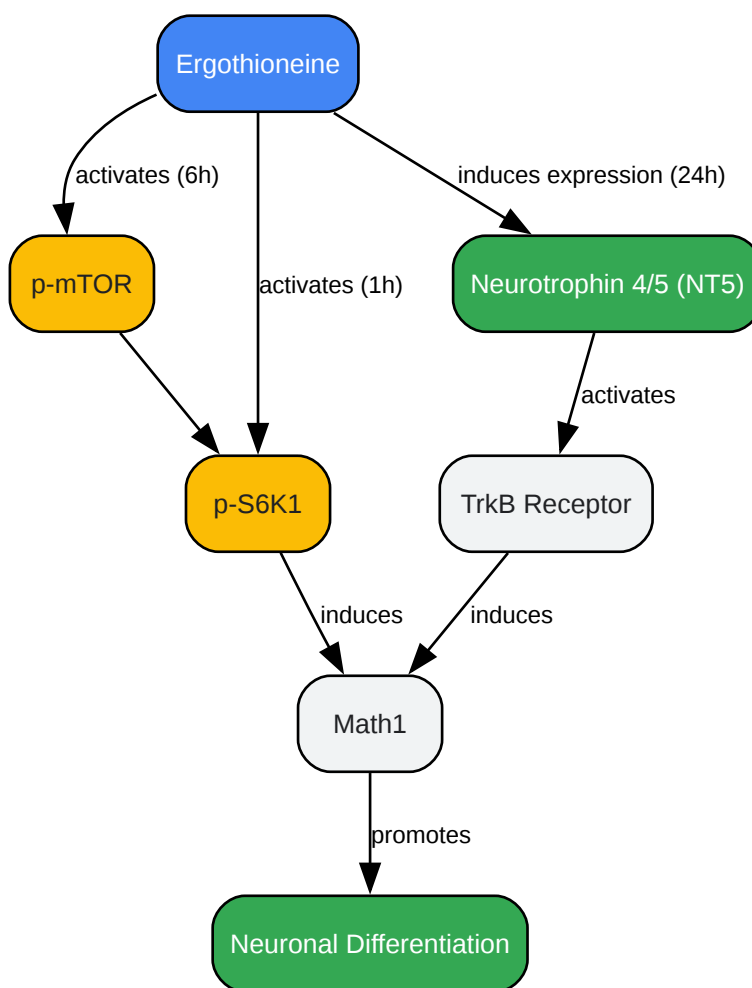 Ergothioneine
activates (6h)
induces expression (24h)
p-mTOR
activates (1h)
Neurotrophin 4/5 (NT5)
activates
p-S6K1
TrkB Receptor
induces
induces
Math1
promotes
Neuronal Differentiation